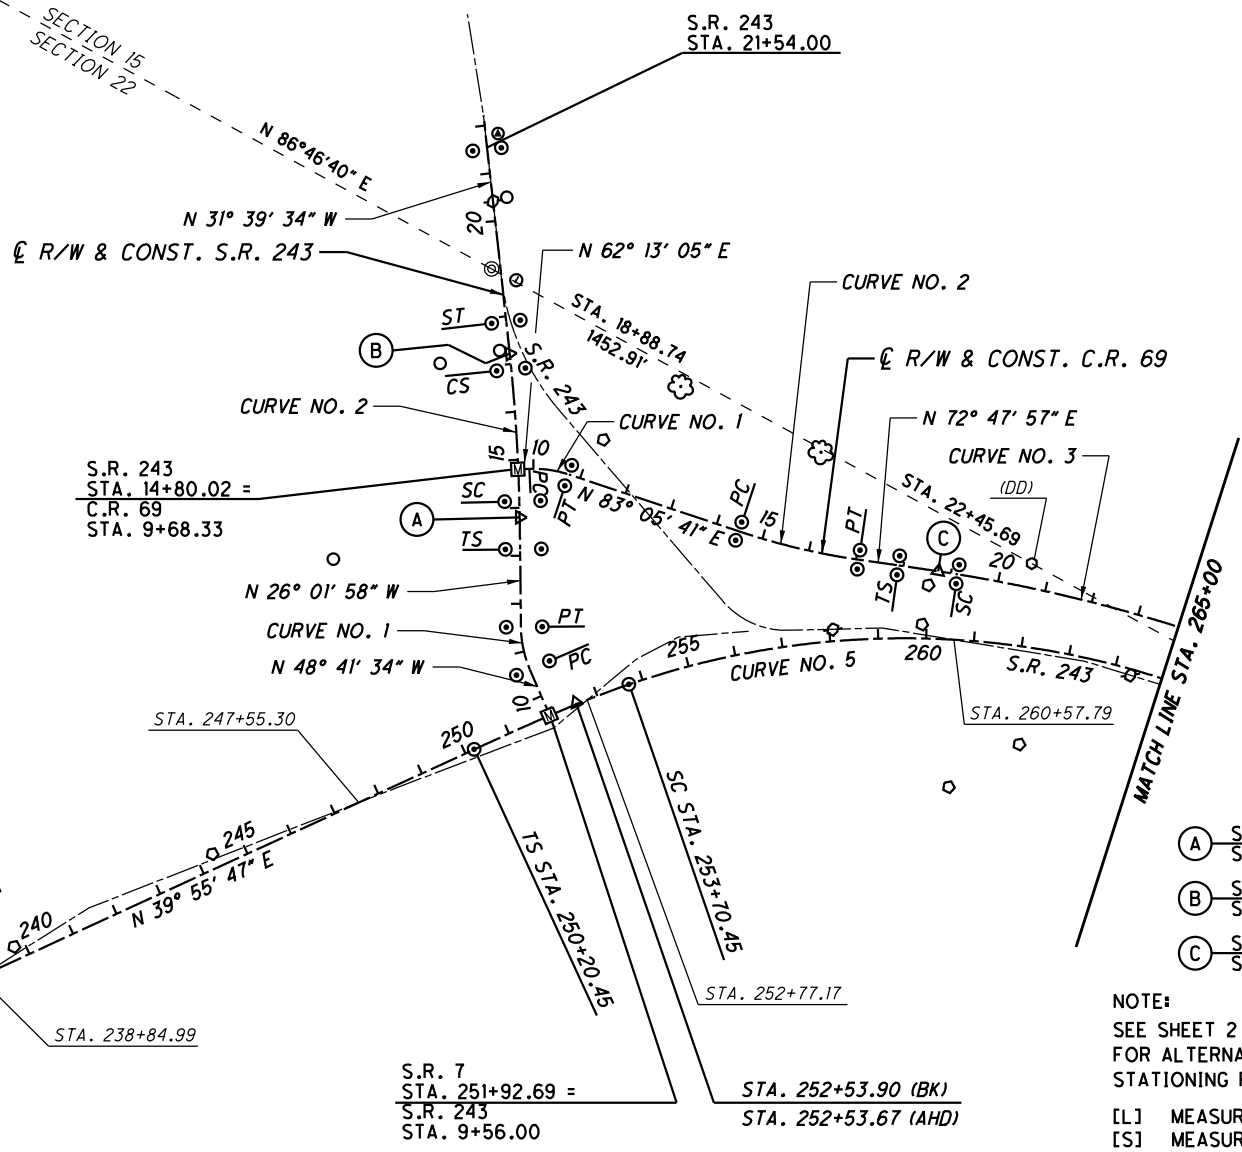 SECTION 15
SECTION 22
N 86°46'40" E
S.R. 243
STA. 21+54.00
N 31° 39' 34" W
20
℄ R/W & CONST. S.R. 243
N 62° 13' 05" E
CURVE NO. 2
STA. 18+88.74
1452.91'
ST
B
CS
S.R. 243
℄ R/W & CONST. C.R. 69
CURVE NO. 2
CURVE NO. 1
N 72° 47' 57" E
CURVE NO. 3
15
10
S.R. 243
STA. 14+80.02 =
C.R. 69
STA. 9+68.33
SC
PC
PT
N 83° 05' 41" E
PC
15
STA. 22+45.69
(DD)
A
TS
PT
C
20
TS
SC
N 26° 01' 58" W
CURVE NO. 1
PT
PC
N 48° 41' 34" W
10
255
CURVE NO. 5
260
S.R. 243
MATCH LINE STA. 265+00
STA. 247+55.30
250
STA. 260+57.79
245
N 39° 55' 47" E
240
TS STA. 250+20.45
SC STA. 253+70.45
STA. 252+77.17
STA. 238+84.99
S.R. 7
STA. 251+92.69 =
S.R. 243
STA. 9+56.00
STA. 252+53.90 (BK)
STA. 252+53.67 (AHD)
A
S
S
B
S
S
C
S
S
NOTE:
SEE SHEET 2
FOR ALTERNA
STATIONING
[L] MEASUR
[S] MEASUR